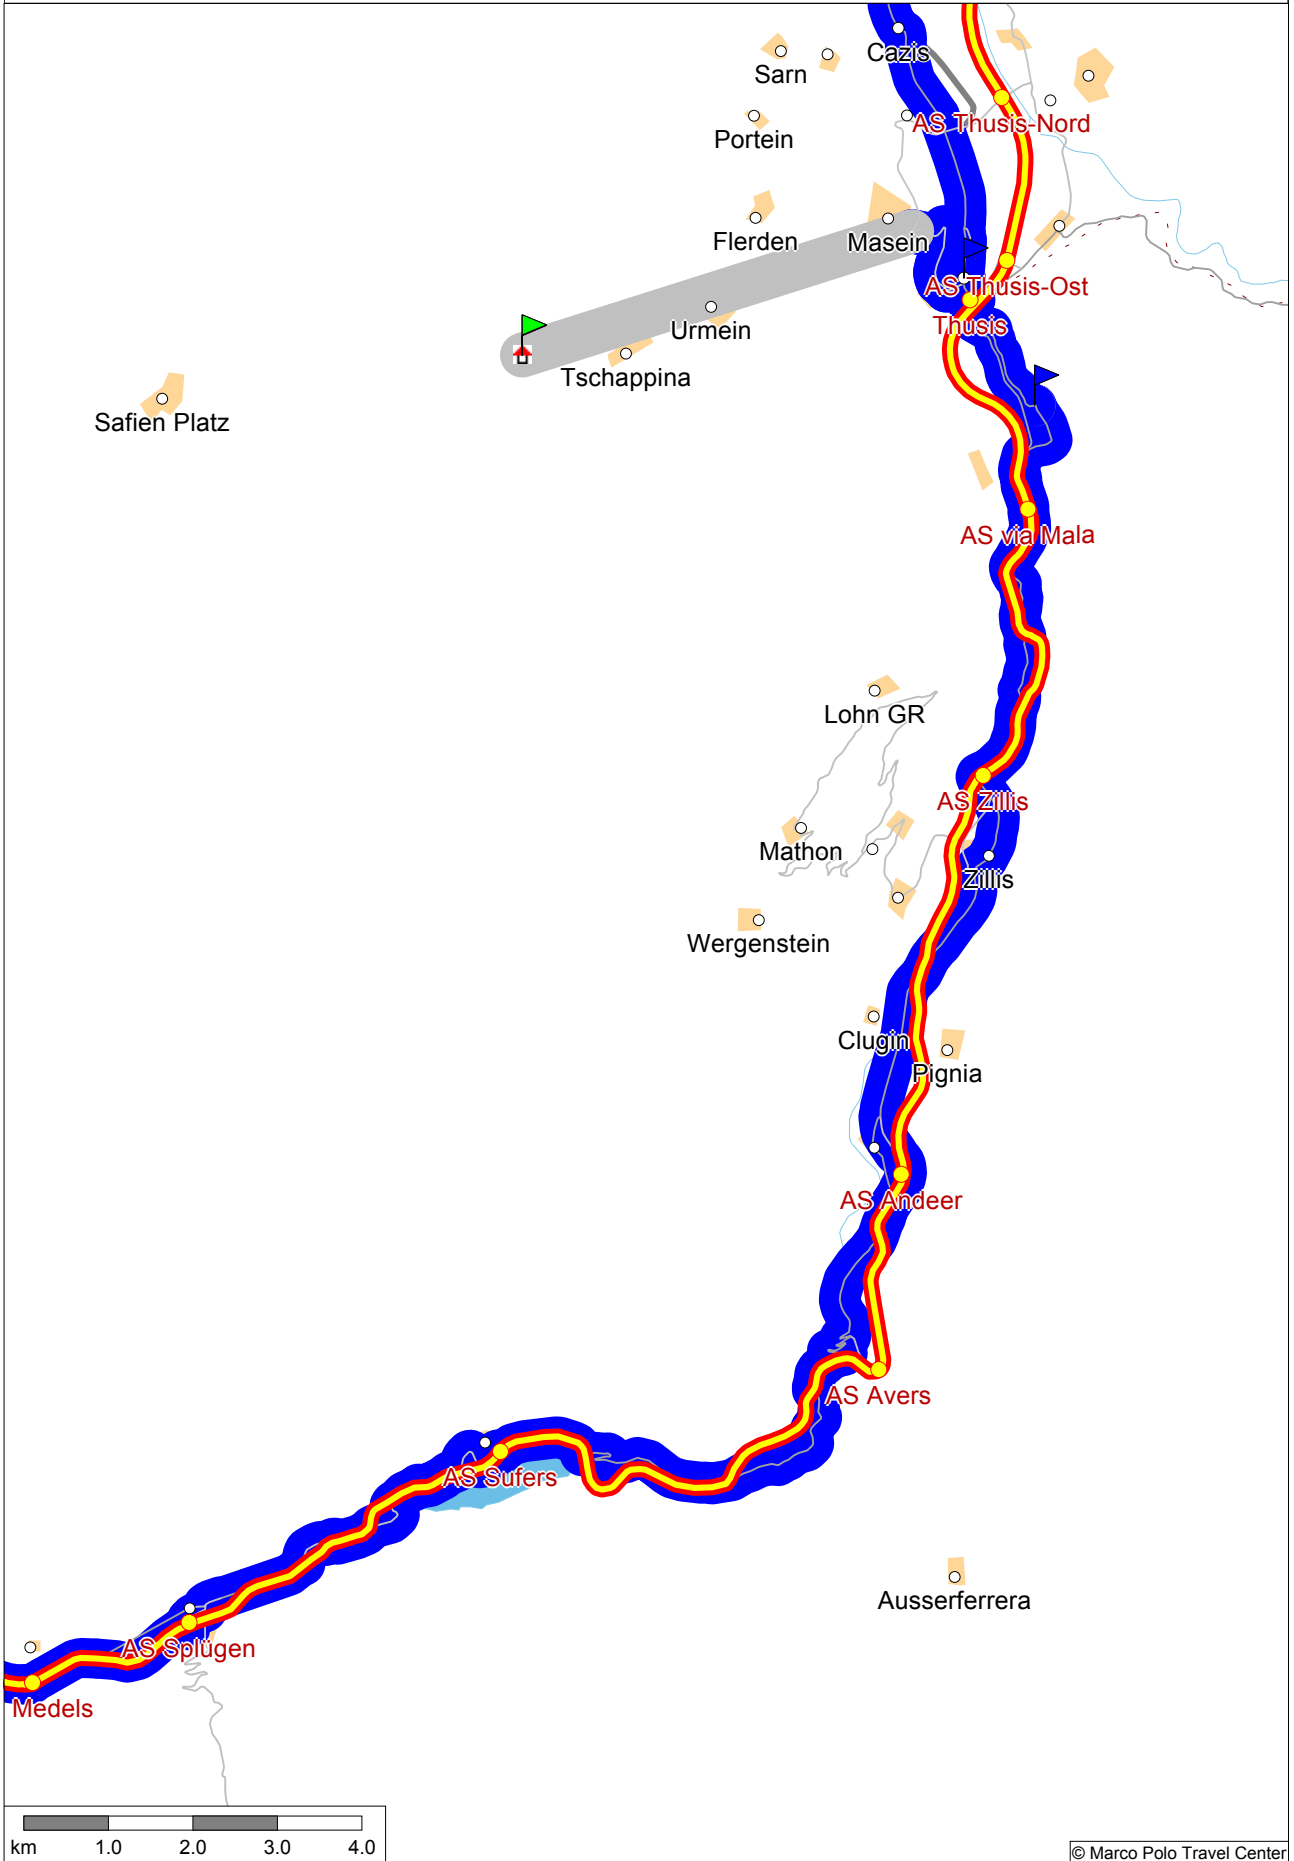 Cazis
Sarn
AS Thusis-Nord
Portein
Flerden
Masein
AS Thusis-Ost
Thusis
Urmein
Tschappina
Safien Platz
AS via Mala
Lohn GR
AS Zillis
Mathon
Zillis
Wergenstein
Clugin
Pignia
AS Andeer
AS Avers
AS Sufers
Ausserferrera
AS Splügen
Medels
km 1.0 2.0 3.0 4.0
© Marco Polo Travel Center